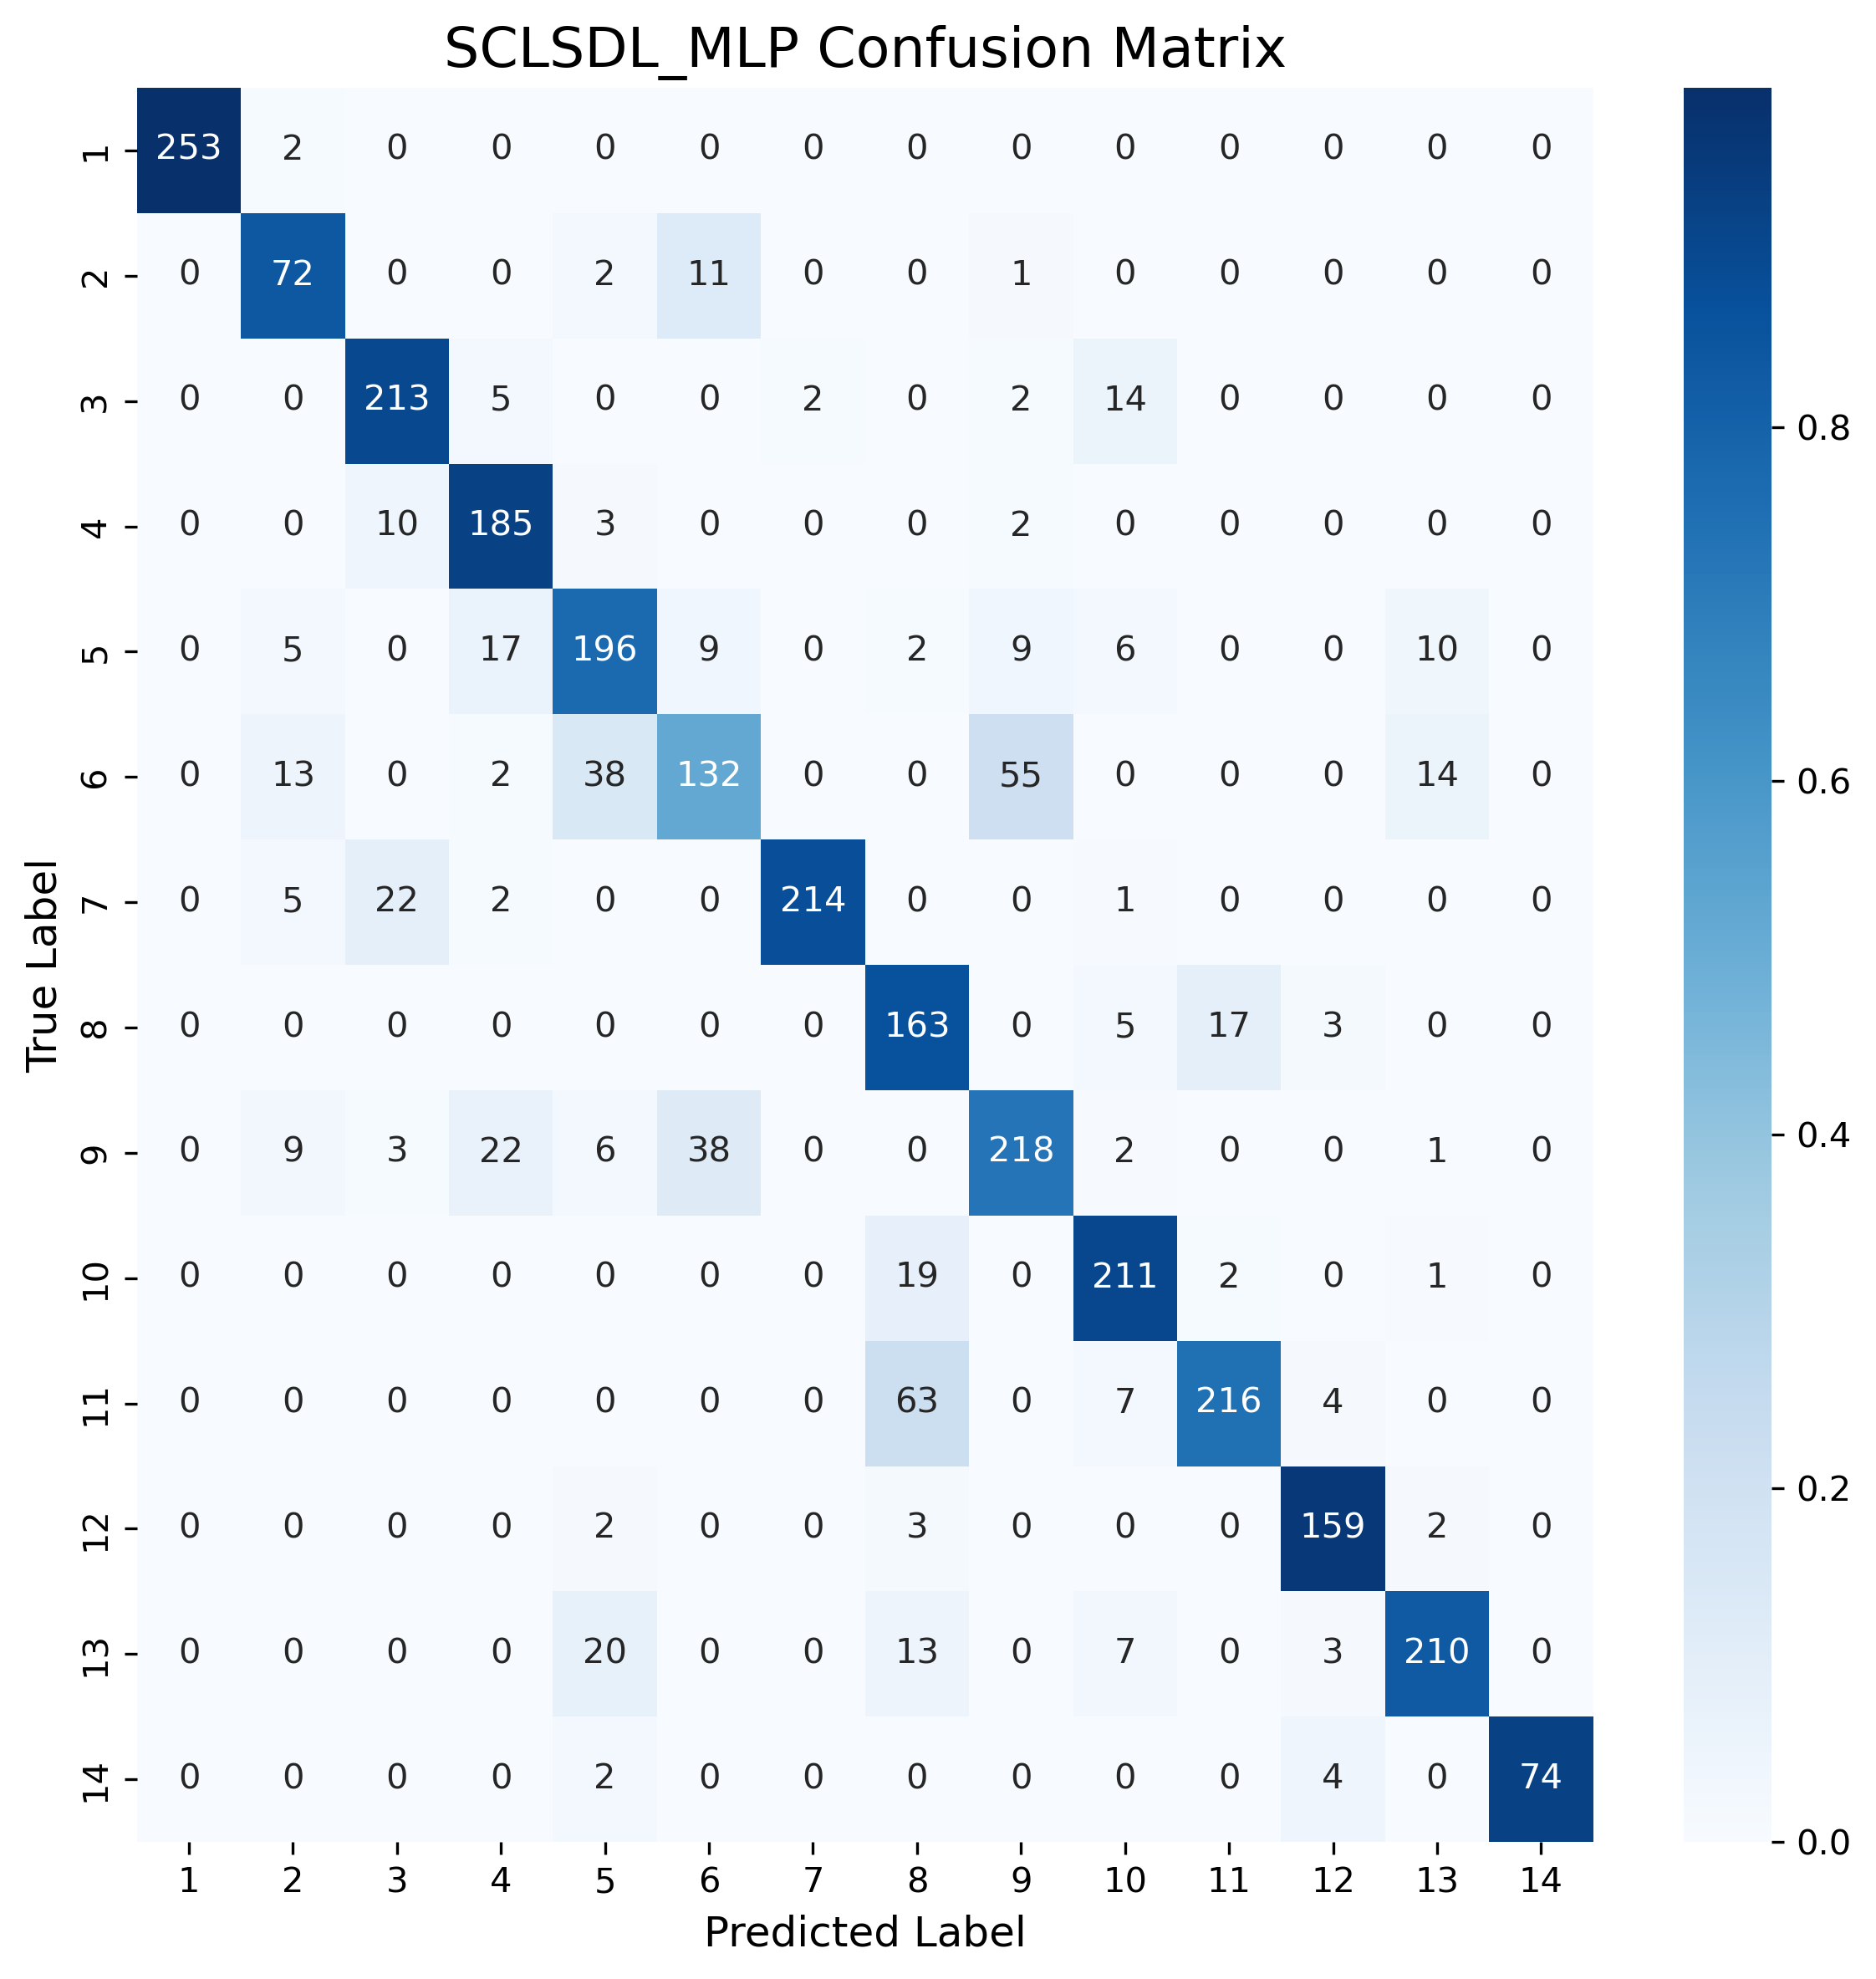 SCLSDL_MLP Confusion Matrix
1 253 2 0 0 0 0 0 0 0 0 0 0 0 0
2 0 72 0 0 2 11 0 0 1 0 0 0 0 0
3 0 0 213 5 0 0 2 0 2 14 0 0 0 0
0.8
4 0 0 10 185 3 0 0 0 2 0 0 0 0 0
5 0 5 0 17 196 9 0 2 9 6 0 0 10 0
6 0 13 0 2 38 132 0 0 55 0 0 0 14 0
0.6
7 0 5 22 2 0 0 214 0 0 1 0 0 0 0
True Label
8 0 0 0 0 0 0 0 163 0 5 17 3 0 0
9 0 9 3 22 6 38 0 0 218 2 0 0 1 0
0.4
10 0 0 0 0 0 0 0 19 0 211 2 0 1 0
11 0 0 0 0 0 0 0 63 0 7 216 4 0 0
0.2
12 0 0 0 0 2 0 0 3 0 0 0 159 2 0
13 0 0 0 0 20 0 0 13 0 7 0 3 210 0
14 0 0 0 0 2 0 0 0 0 0 0 4 0 74
0.0
1 2 3 4 5 6 7 8 9 10 11 12 13 14
Predicted Label